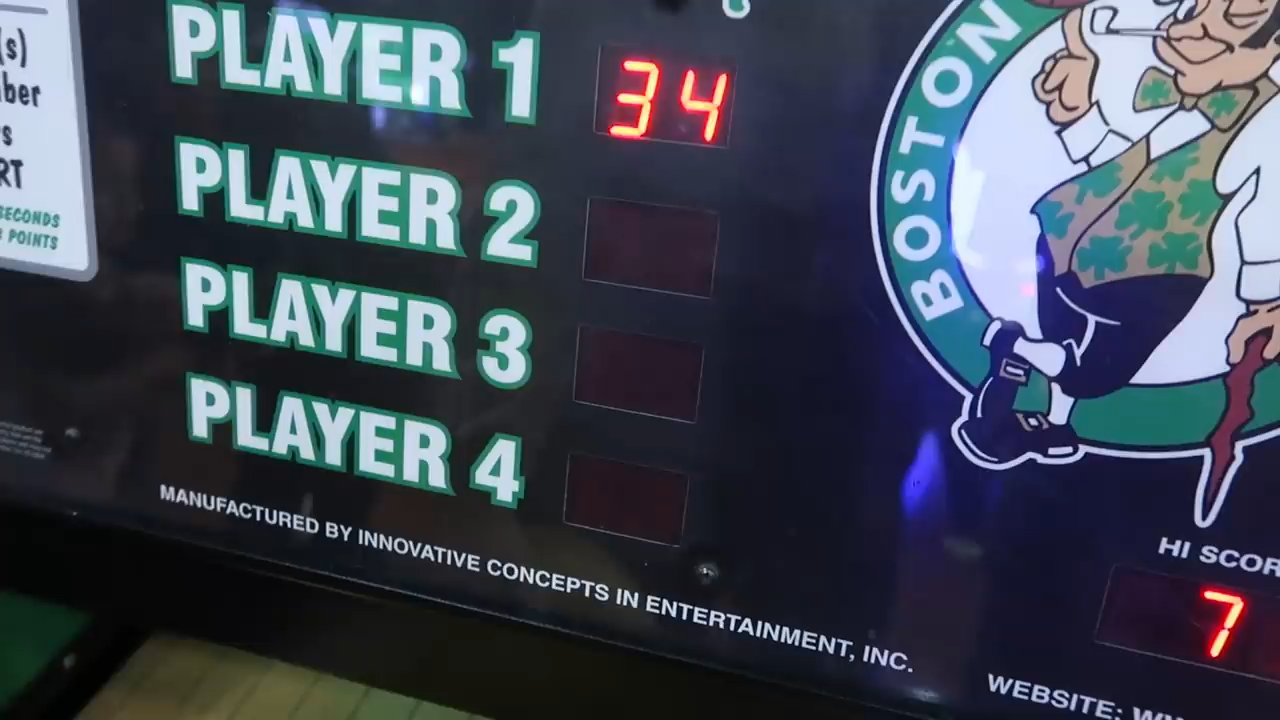 (s)
RT
SECONDS
POINTS
PLAYER 1
34
PLAYER 2
PLAYER 3
PLAYER 4
MANUFACTURED BY INNOVATIVE CONCEPTS IN ENTERTAINMENT, INC.
BOSTON
HI SCOR
7
WEBSITE: